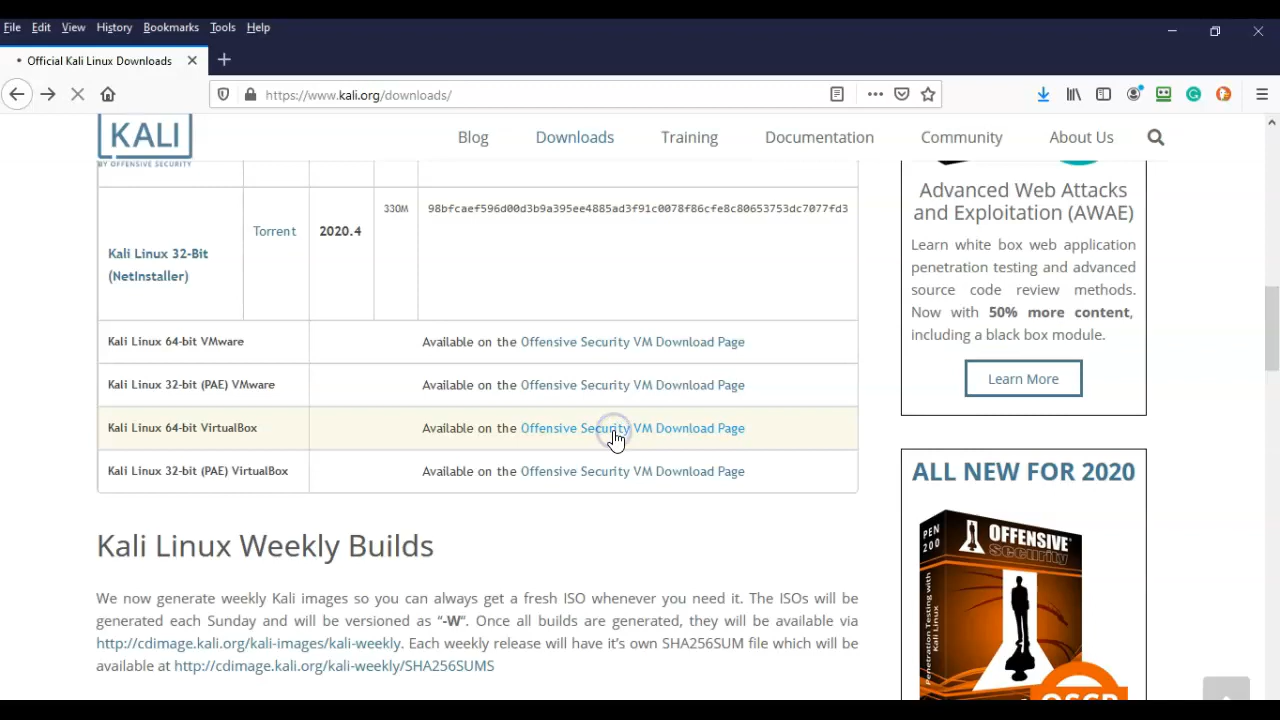 File Edit View History Bookmarks Tools Help
Official Kali Linux Downloads
https://www.kali.org/downloads/
KALI
BY OFFENSIVE SECURITY
Blog Downloads Training Documentation Community About Us
330M 98bfcaef596d00d3b9a395ee4885ad3f91c0078f86cfe8c80653753dc7077fd3
Torrent 2020.4
Kali Linux 32-Bit
(NetInstaller)
Kali Linux 64-bit VMware Available on the Offensive Security VM Download Page
Kali Linux 32-bit (PAE) VMware Available on the Offensive Security VM Download Page
Kali Linux 64-bit VirtualBox Available on the Offensive Security VM Download Page
Kali Linux 32-bit (PAE) VirtualBox Available on the Offensive Security VM Download Page
Kali Linux Weekly Builds
We now generate weekly Kali images so you can always get a fresh ISO whenever you need it. The ISOs will be
generated each Sunday and will be versioned as “-W”. Once all builds are generated, they will be available via
http://cdimage.kali.org/kali-images/kali-weekly. Each weekly release will have it’s own SHA256SUM file which will be
available at http://cdimage.kali.org/kali-weekly/SHA256SUMS
Advanced Web Attacks
and Exploitation (AWAE)
Learn white box web application
penetration testing and advanced
source code review methods.
Now with 50% more content,
including a black box module.
Learn More
ALL NEW FOR 2020
PEN
200
OFFENSIVE
security
Penetration Testing with
Kali Linux
OSCP